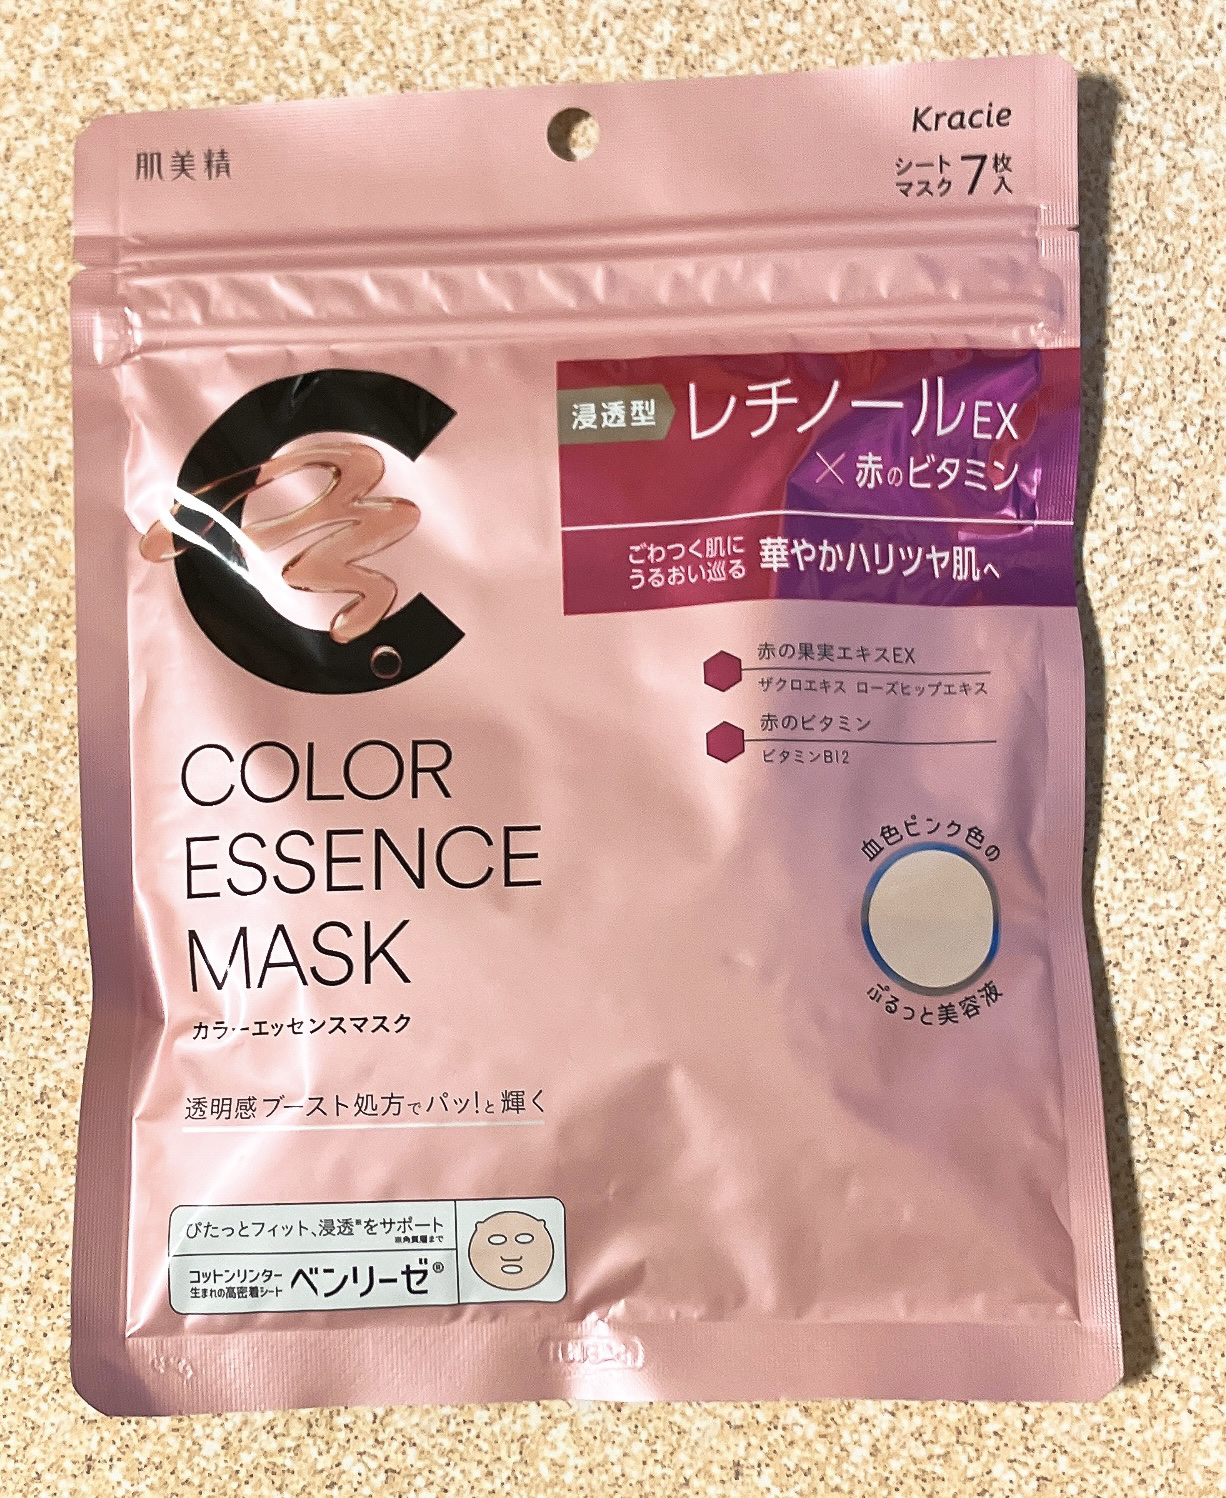 肌美精
Kracie
シート
マスク 7 枚入
浸透型 レチノールEX
×赤のビタミン
ごわつく肌に
うるおい巡る 華やかハリツヤ肌へ
赤の果実エキスEX
ザクロエキス ローズヒップエキス
赤のビタミン
ビタミンB12
C
COLOR
ESSENCE
MASK
カラーエッセンスマスク
血色ピンク色の
ぷるっと美容液
透明感ブースト処方でパッ!と輝く
ぴたっとフィット、浸透※をサポート
※角質層まで
コットンリンター
生まれの高密着シート ベンリーゼ®